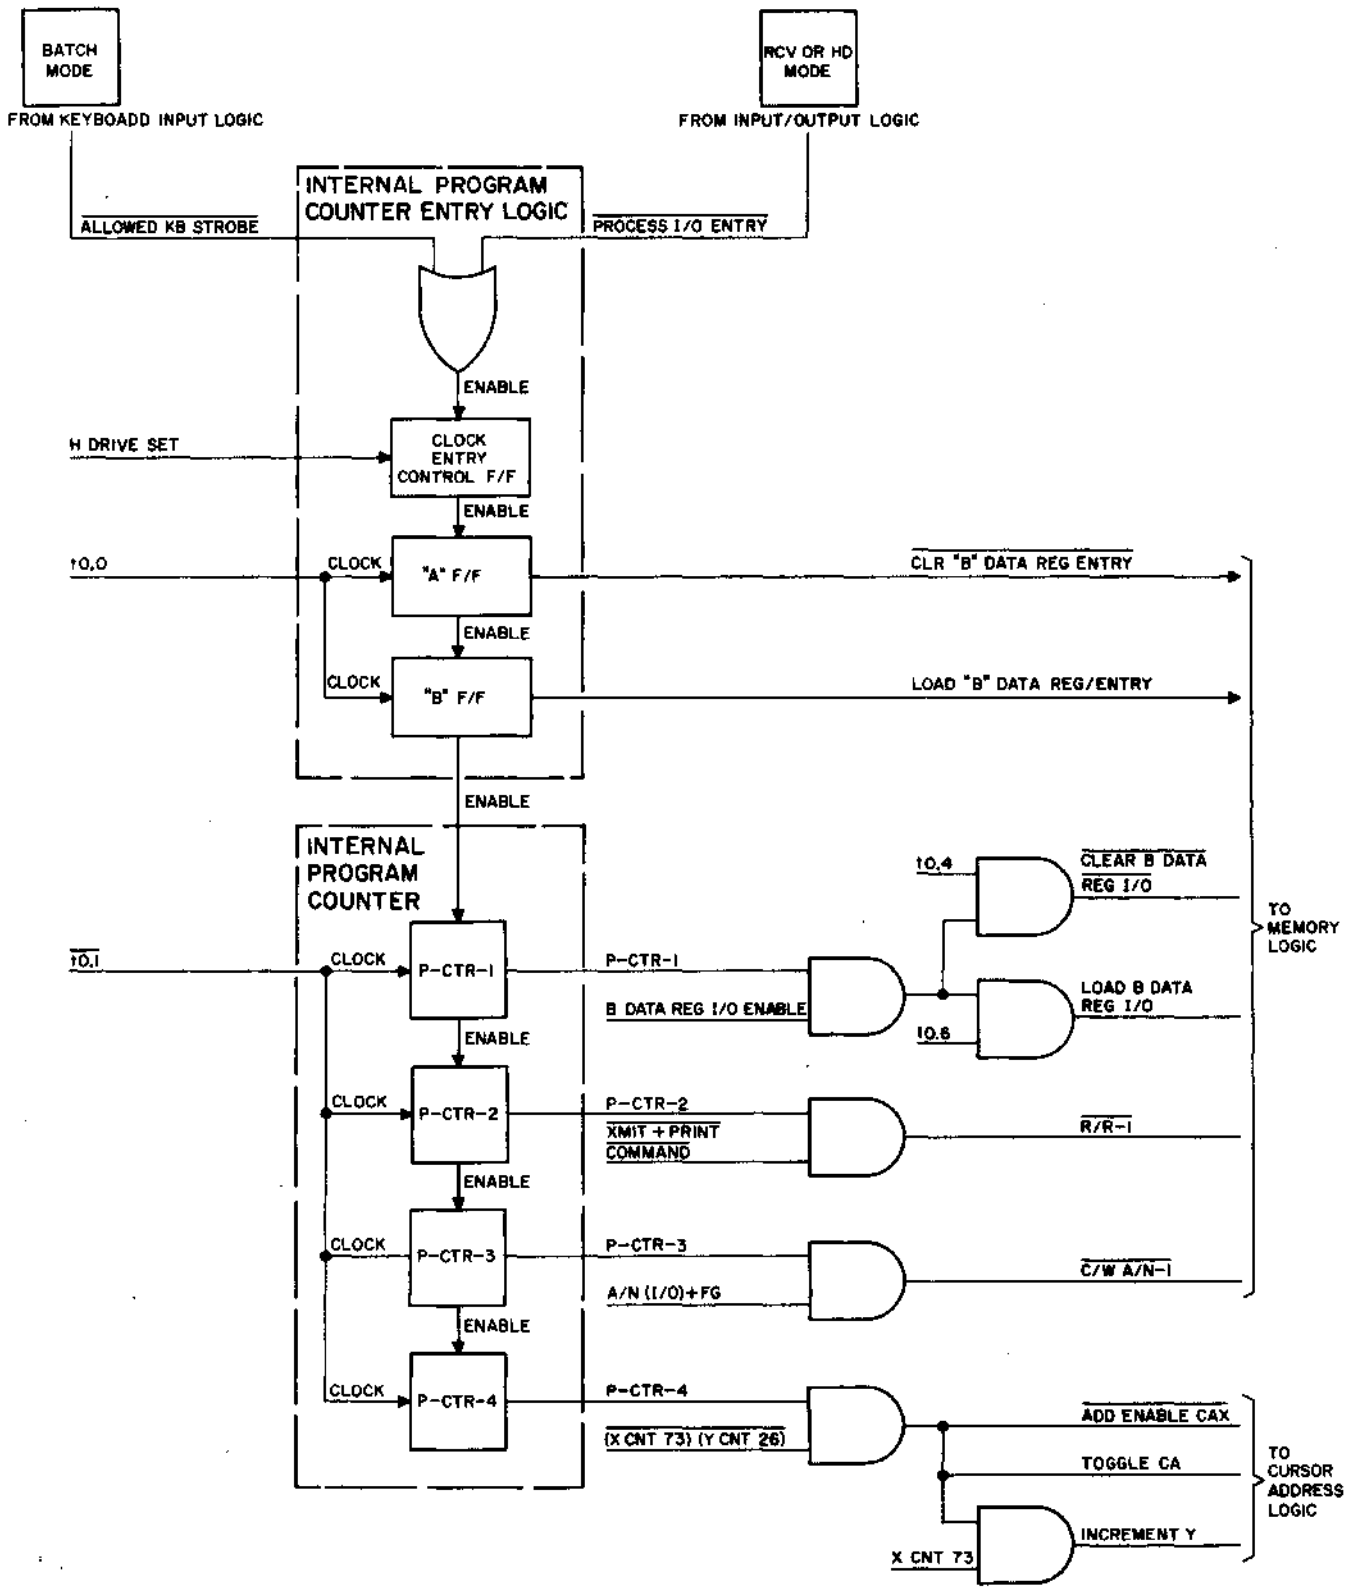 BATCH
MODE
RCV OR HD
MODE
FROM KEYBOADD INPUT LOGIC
FROM INPUT/OUTPUT LOGIC
INTERNAL PROGRAM
COUNTER ENTRY LOGIC
ALLOWED KB STROBE
PROCESS I/O ENTRY
ENABLE
H DRIVE SET
CLOCK
ENTRY
CONTROL F/F
ENABLE
t0.0
CLOCK
"A" F/F
CLR "B" DATA REG ENTRY
ENABLE
CLOCK
"B" F/F
LOAD "B" DATA REG/ENTRY
ENABLE
INTERNAL
PROGRAM
COUNTER
t0.4
CLEAR B DATA
REG I/O
TO
MEMORY
LOGIC
t0.1
CLOCK
P-CTR-1
P-CTR-1
B DATA REG I/O ENABLE
LOAD B DATA
REG I/O
t0.6
ENABLE
CLOCK
P-CTR-2
P-CTR-2
XMIT + PRINT
COMMAND
R/R-1
ENABLE
CLOCK
P-CTR-3
P-CTR-3
A/N (I/O)+FG
C/W A/N-1
ENABLE
CLOCK
P-CTR-4
P-CTR-4
(X CNT 73) (Y CNT 26)
ADD ENABLE CAX
TOGGLE CA
TO
CURSOR
ADDRESS
LOGIC
INCREMENT Y
X CNT 73